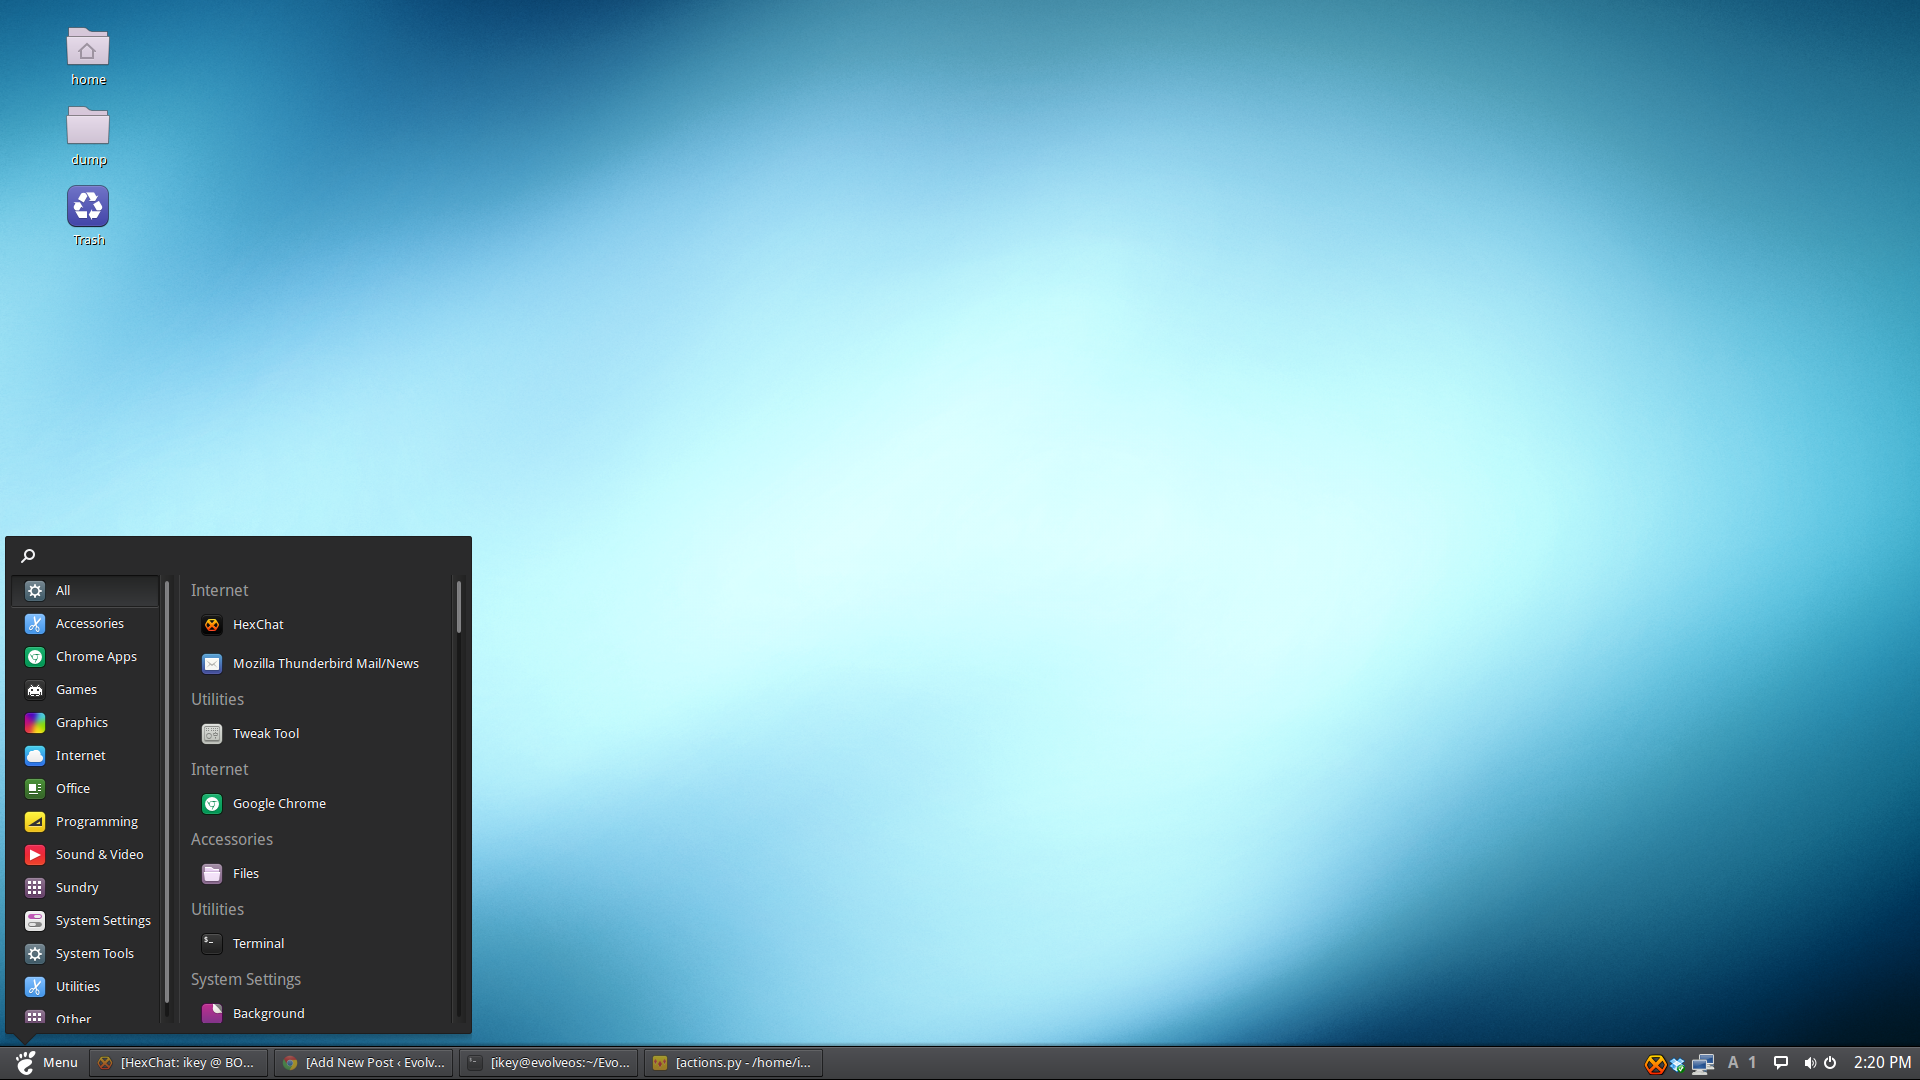 home
dump
Trash
All
Accessories
Chrome Apps
Games
Graphics
Internet
Office
Programming
Sound & Video
Sundry
System Settings
System Tools
Utilities
Other
Internet
HexChat
Mozilla Thunderbird Mail/News
Utilities
Tweak Tool
Internet
Google Chrome
Accessories
Files
Utilities
Terminal
System Settings
Background
Menu
[HexChat: ikey @ BO...
[Add New Post ‹ Evolv...
[ikey@evolveos:~/Evo...
[actions.py - /home/i...
A 1
2:20 PM